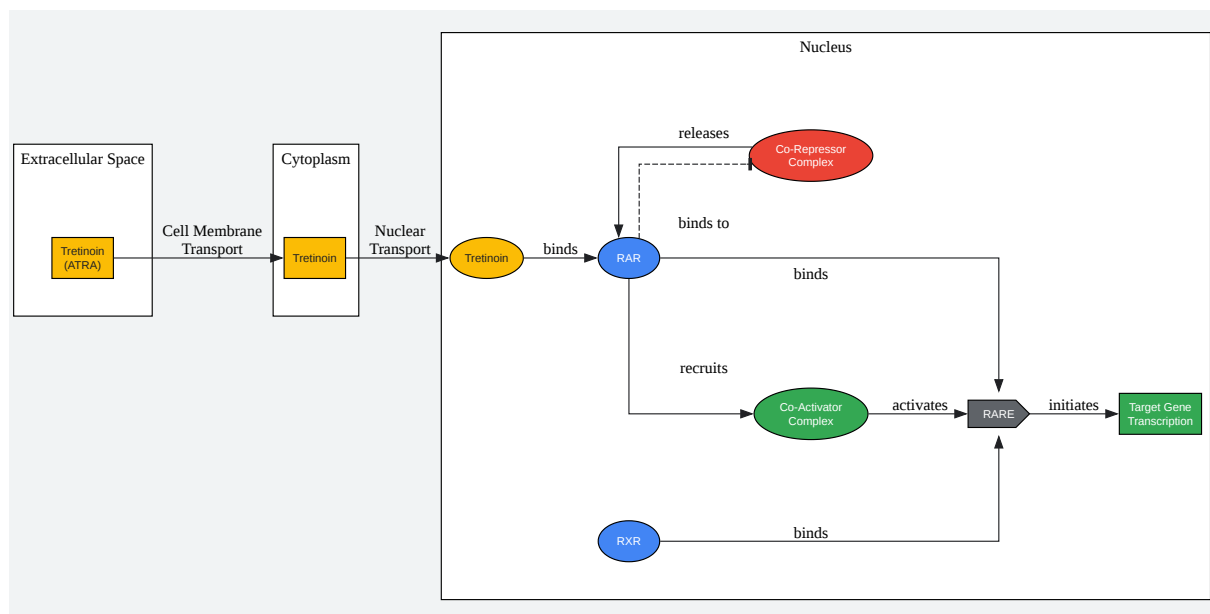 Nucleus
releases
Co-Repressor
Complex
Extracellular Space
Cytoplasm
binds to
Cell Membrane
Transport
Nuclear
Transport
Tretinoin
(ATRA)
Tretinoin
Tretinoin
binds
RAR
binds
recruits
Co-Activator
Complex
activates
RARE
initiates
Target Gene
Transcription
RXR
binds